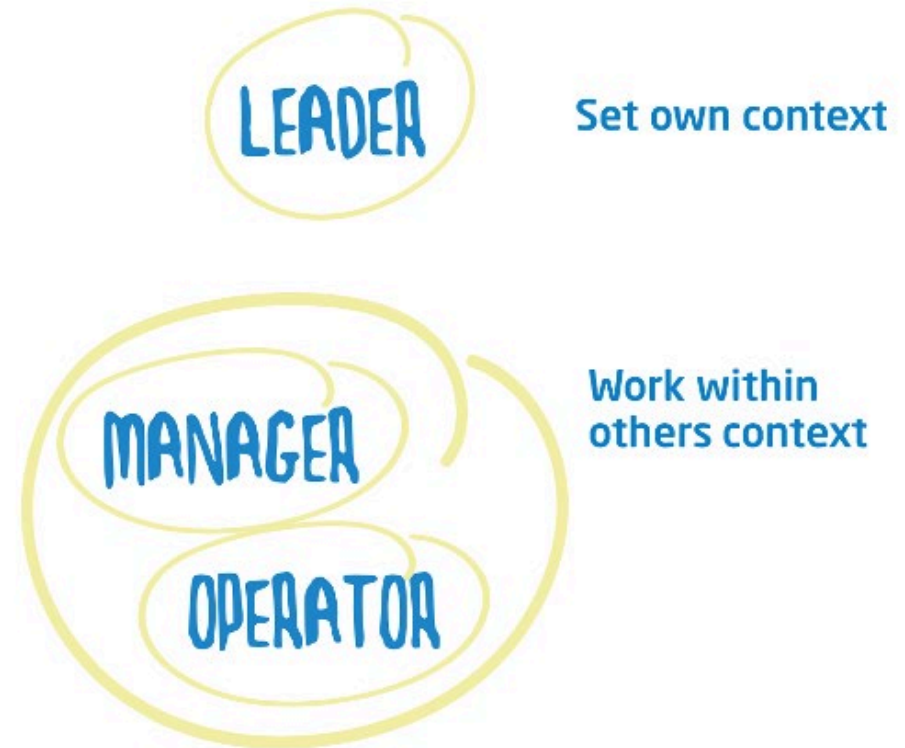 LEADER
Set own context
MANAGER
Work within
others context
OPERATOR